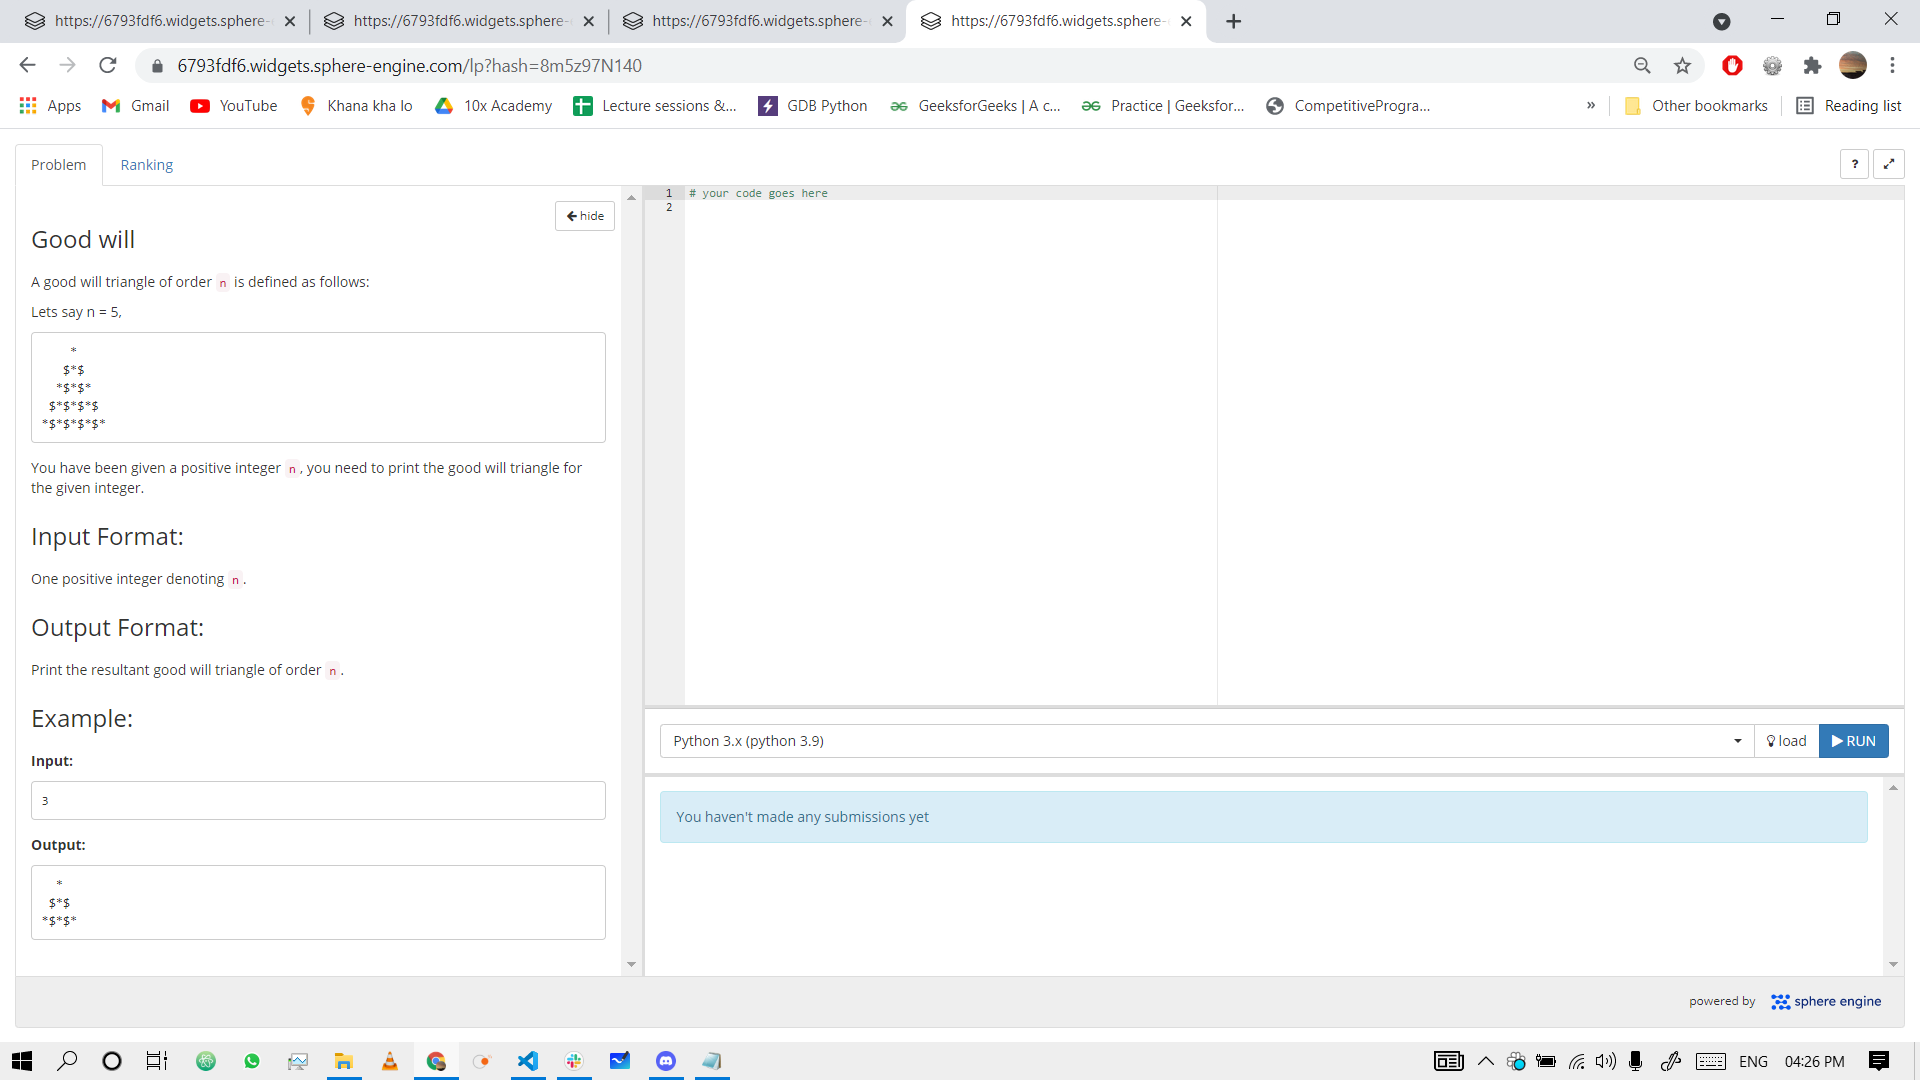 https://6793fdf6.widgets.sphere- https://6793fdf6.widgets.sphere- https://6793fdf6.widgets.sphere- https://6793fdf6.widgets.sphere-
6793fdf6.widgets.sphere-engine.com/lp?hash=8m5z97N140
Apps Gmail YouTube Khana kha lo 10x Academy Lecture sessions &... GDB Python GeeksforGeeks | A c... Practice | Geeksfor... CompetitiveProgra... » Other bookmarks Reading list
Problem Ranking ?
hide
Good will
A good will triangle of order n is defined as follows:
Lets say n = 5,
*
$*$
*$*$*
$*$*$*$
*$*$*$*$*
You have been given a positive integer n, you need to print the good will triangle for
the given integer.
Input Format:
One positive integer denoting n.
Output Format:
Print the resultant good will triangle of order n.
Example:
Input:
3
Output:
*
$*$
*$*$*
1 # your code goes here
2
Python 3.x (python 3.9) load RUN
You haven't made any submissions yet
powered by sphere engine
ENG 04:26 PM